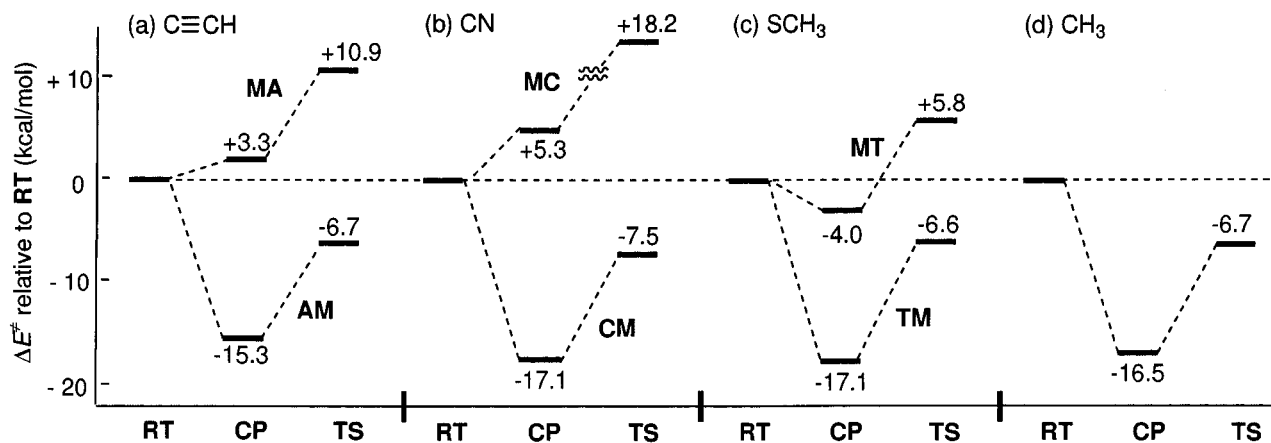 (a) C≡CH
(b) CN
(c) SCH₃
(d) CH₃
ΔE≠ relative to RT (kcal/mol)
+ 10
0
- 10
- 20
MA
+3.3
+10.9
AM
-15.3
-6.7
MC
+5.3
+18.2
CM
-17.1
-7.5
MT
-4.0
+5.8
TM
-17.1
-6.6
-16.5
-6.7
RT CP TS RT CP TS RT CP TS RT CP TS